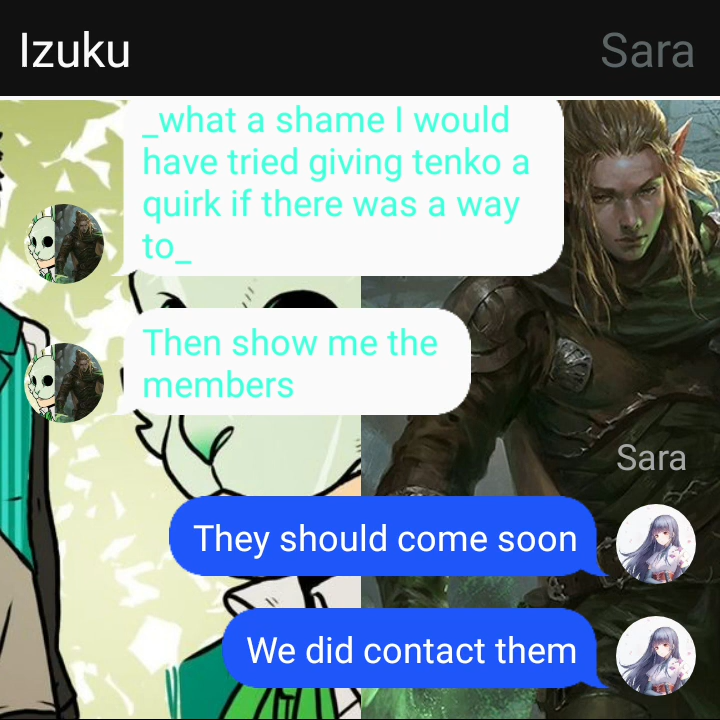 Izuku
Sara
_what a shame I would
have tried giving tenko a
quirk if there was a way
to_
Then show me the
members
Sara
They should come soon
We did contact them